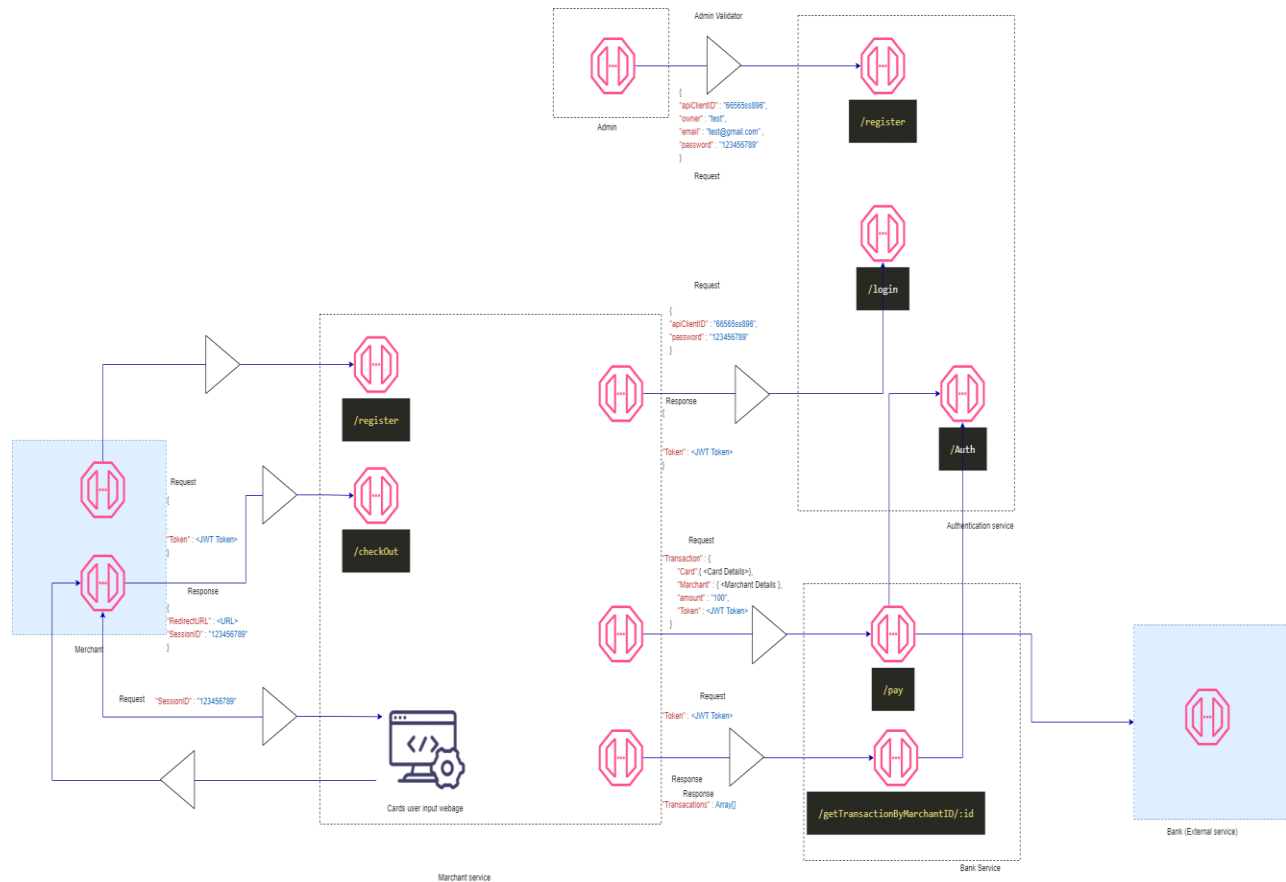 Admin Validator
Admin
{
"apiClientID" : "66565ss896",
"owner" : "test",
"email" : "test@gmail.com" ,
"password" : "123456789"
}
Request
/register
/login
Request
{
"apiClientID" : "66565ss896",
"password" : "123456789"
}
Response
{
"Token" : <JWT Token>
}
/Auth
Authentication service
/register
Request
{
"Token" : <JWT Token>
}
/checkOut
Response
{
"RedirectURL" : <URL>
"SessionID" : "123456789"
}
Merchant
Request "SessionID" : "123456789"
Cards user input webage
Marchant service
Request
"Transaction" : {
"Card":{ <Card Details>},
"Marchant" : { <Marchant Details },
"amount" : "100",
"Token" : <JWT Token>
}
/pay
Request
"Token" : <JWT Token>
Response
Response
"Transacations" : Array[]
/getTransactionByMarchantID/:id
Bank Service
Bank (External service)